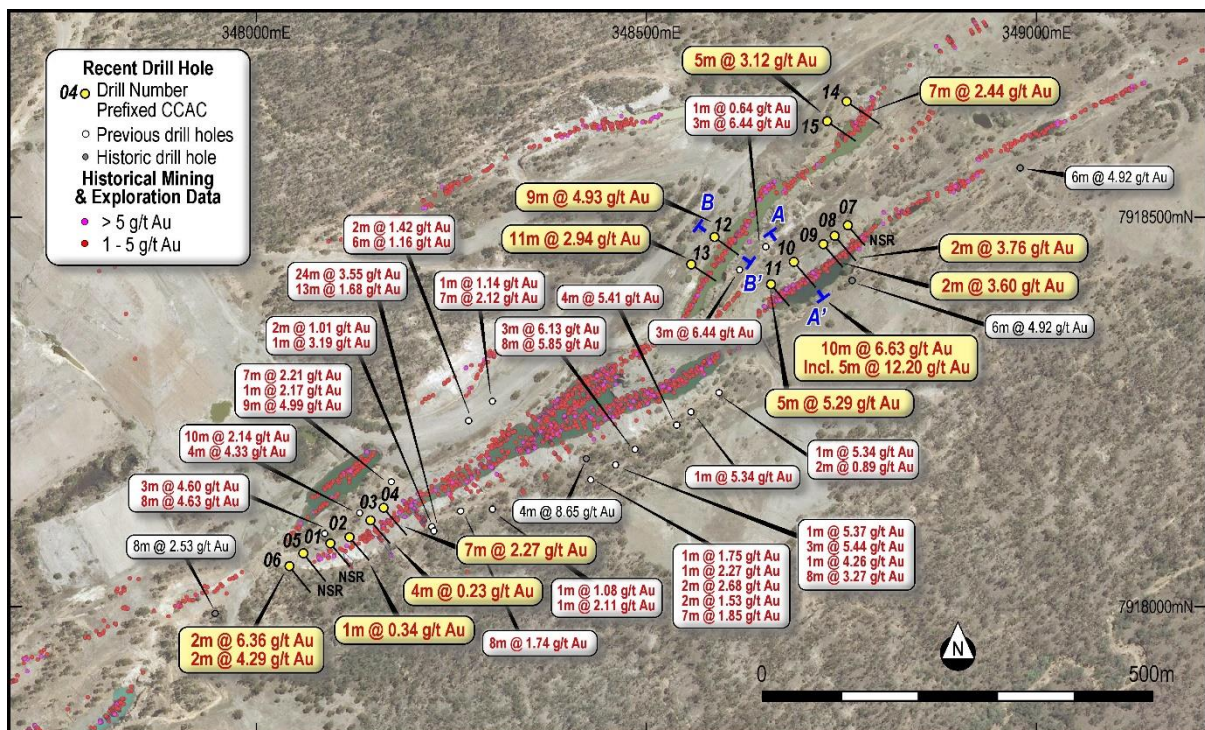 348000mE
348500mE
349000mE
Recent Drill Hole
04 Drill Number
Prefixed CCAC
Previous drill holes
Historic drill hole
Historical Mining
& Exploration Data
> 5 g/t Au
1 - 5 g/t Au
5m @ 3.12 g/t Au
1m @ 0.64 g/t Au
3m @ 6.44 g/t Au
14
15
7m @ 2.44 g/t Au
6m @ 4.92 g/t Au
9m @ 4.93 g/t Au
11m @ 2.94 g/t Au
B
12
13
B'
A
10
11
A'
09
08
07
NSR
7918500mN
2m @ 3.76 g/t Au
2m @ 3.60 g/t Au
6m @ 4.92 g/t Au
10m @ 6.63 g/t Au
Incl. 5m @ 12.20 g/t Au
5m @ 5.29 g/t Au
2m @ 1.42 g/t Au
6m @ 1.16 g/t Au
24m @ 3.55 g/t Au
13m @ 1.68 g/t Au
1m @ 1.14 g/t Au
7m @ 2.12 g/t Au
4m @ 5.41 g/t Au
3m @ 6.44 g/t Au
2m @ 1.01 g/t Au
1m @ 3.19 g/t Au
3m @ 6.13 g/t Au
8m @ 5.85 g/t Au
7m @ 2.21 g/t Au
1m @ 2.17 g/t Au
9m @ 4.99 g/t Au
10m @ 2.14 g/t Au
4m @ 4.33 g/t Au
3m @ 4.60 g/t Au
8m @ 4.63 g/t Au
8m @ 2.53 g/t Au
06
05
01
02
03
04
NSR
NSR
1m @ 5.34 g/t Au
2m @ 0.89 g/t Au
1m @ 5.34 g/t Au
4m @ 8.65 g/t Au
1m @ 5.37 g/t Au
3m @ 5.44 g/t Au
1m @ 4.26 g/t Au
8m @ 3.27 g/t Au
1m @ 1.75 g/t Au
1m @ 2.27 g/t Au
2m @ 2.68 g/t Au
2m @ 1.53 g/t Au
7m @ 1.85 g/t Au
7m @ 2.27 g/t Au
4m @ 0.23 g/t Au
1m @ 1.08 g/t Au
1m @ 2.11 g/t Au
1m @ 0.34 g/t Au
8m @ 1.74 g/t Au
2m @ 6.36 g/t Au
2m @ 4.29 g/t Au
7918000mN
N
0
500m